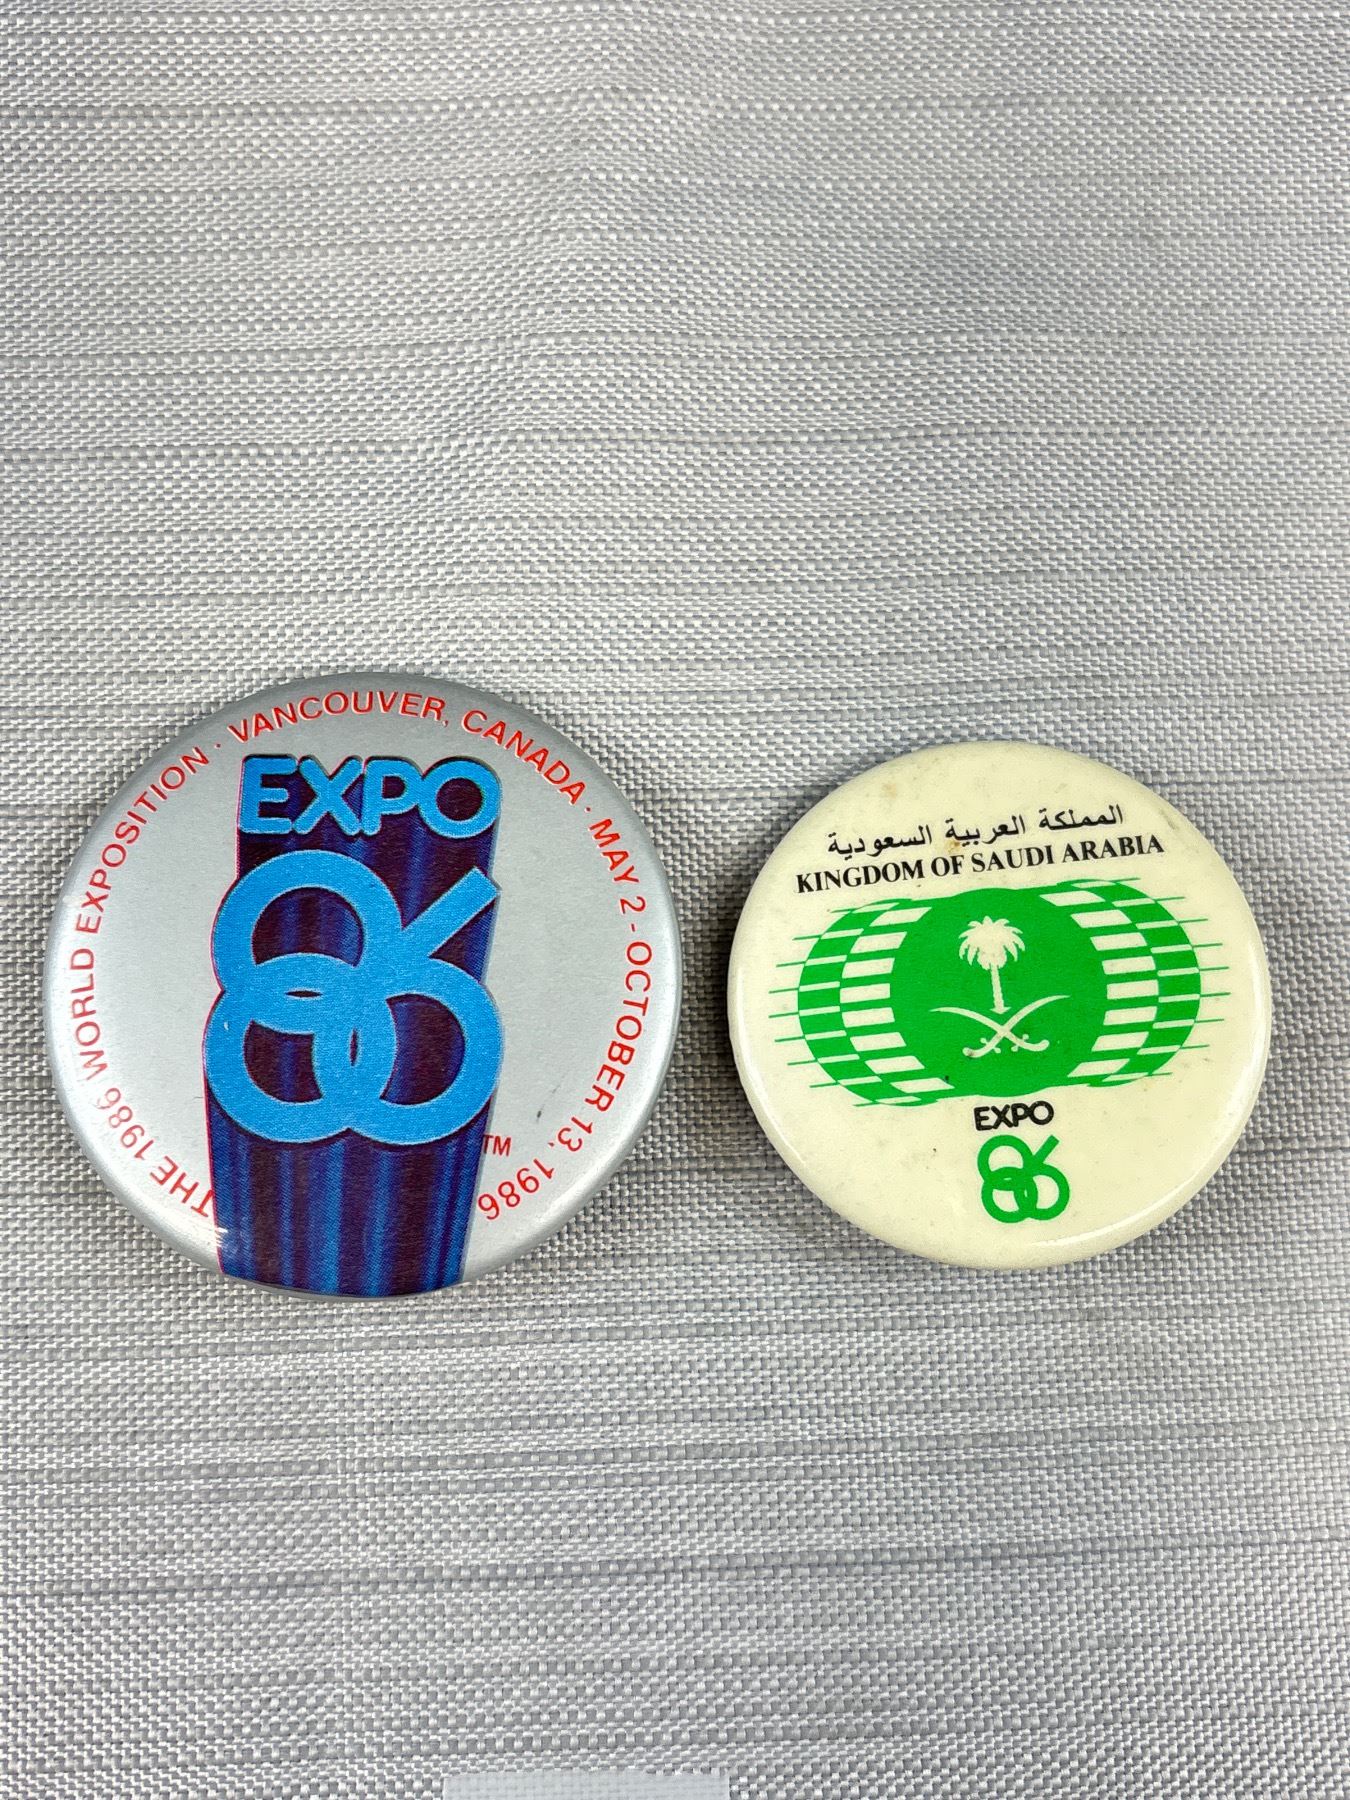 THE 1986 WORLD EXPOSITION · VANCOUVER, CANADA · MAY 2 - OCTOBER 13, 1986
EXPO
86
TM
المملكة العربية السعودية
KINGDOM OF SAUDI ARABIA
EXPO
86